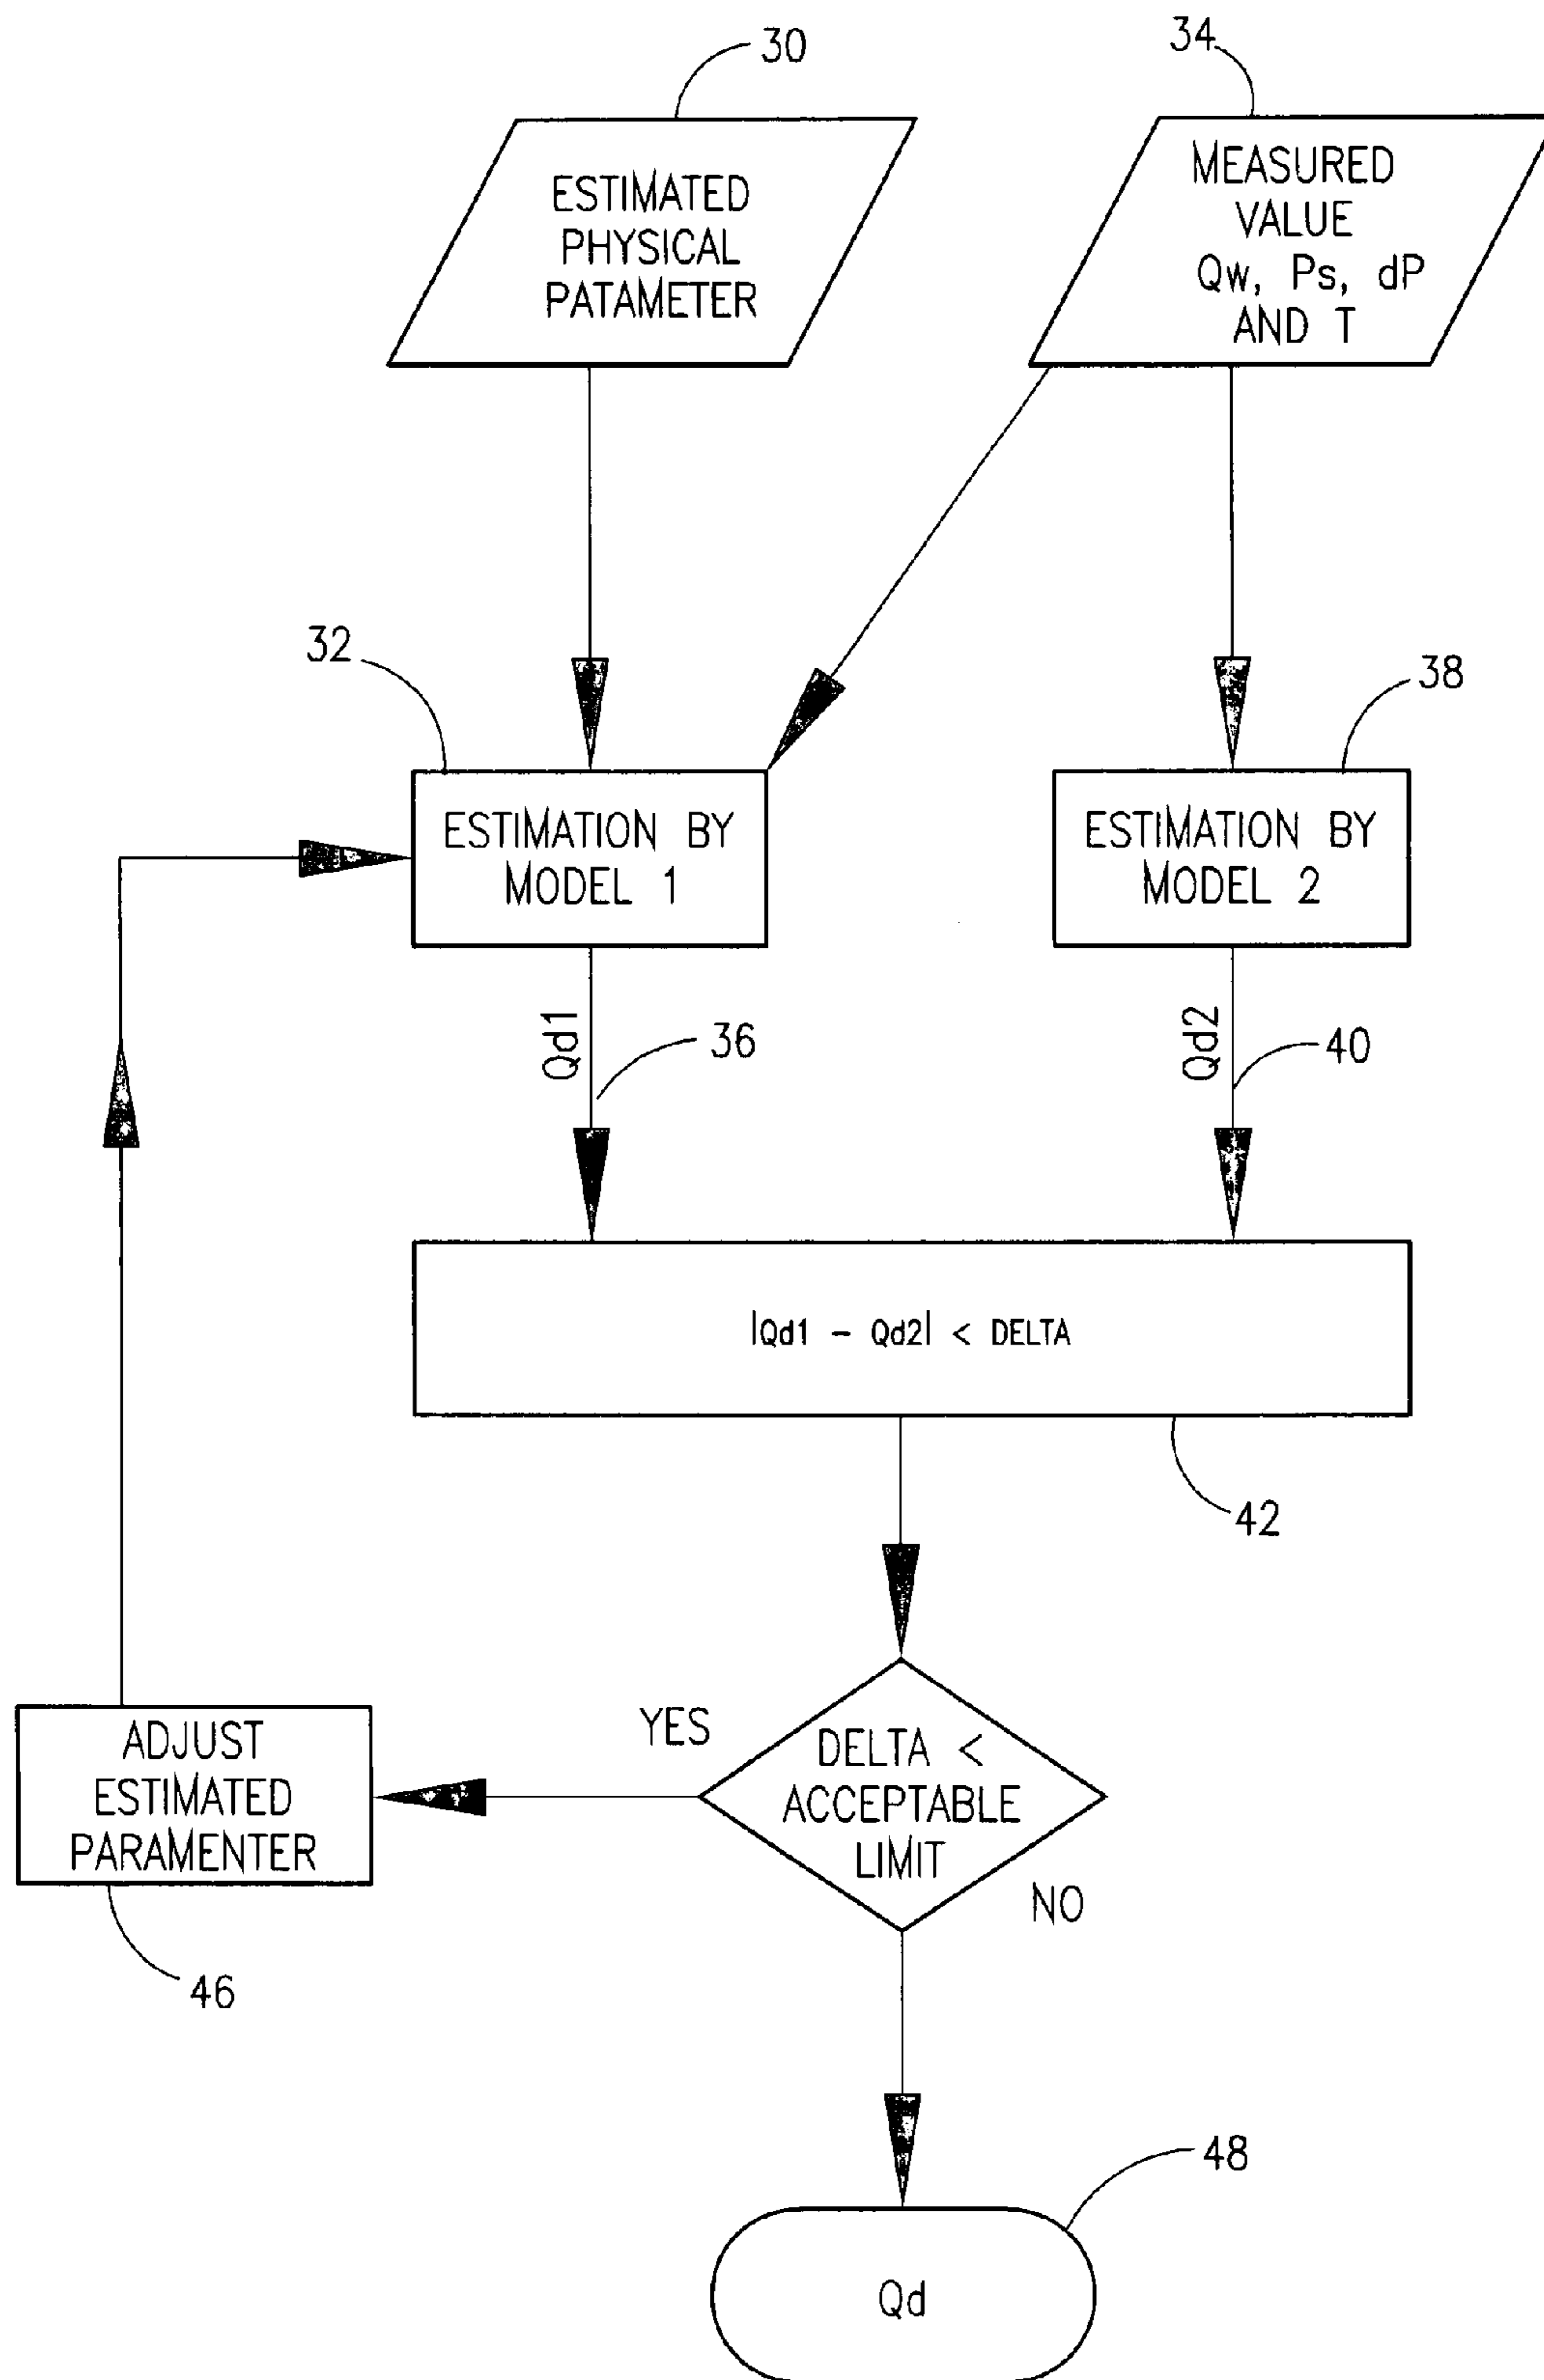 30
34
ESTIMATED
PHYSICAL
PATAMETER
MEASURED
VALUE
Qw, Ps, dP
AND T
32
38
ESTIMATION BY
MODEL 1
ESTIMATION BY
MODEL 2
Qd1
36
Qd2
40
|Qd1 - Qd2| < DELTA
42
YES
DELTA <
ACCEPTABLE
LIMIT
NO
ADJUST
ESTIMATED
PARAMENTER
46
48
Qd